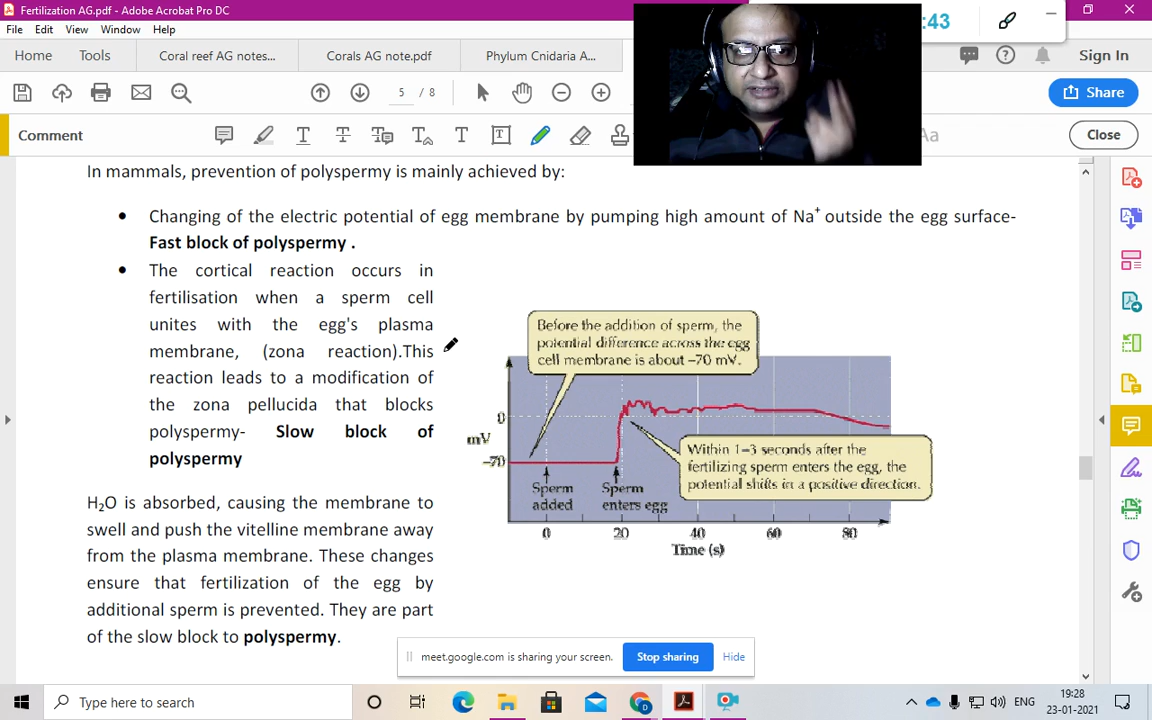 Fertilization AG.pdf - Adobe Acrobat Pro DC
File Edit View Window Help
:43
Home Tools Coral reef AG notes... Corals AG note.pdf Phylum Cnidaria A... Sign In
5 / 8 Share
Comment Aa Close
In mammals, prevention of polyspermy is mainly achieved by:
• Changing of the electric potential of egg membrane by pumping high amount of Na+ outside the egg surface-
Fast block of polyspermy .
• The cortical reaction occurs in
fertilisation when a sperm cell
unites with the egg's plasma
membrane, (zona reaction).This
reaction leads to a modification of
the zona pellucida that blocks
polyspermy- Slow block of
polyspermy
H2O is absorbed, causing the membrane to
swell and push the vitelline membrane away
from the plasma membrane. These changes
ensure that fertilization of the egg by
additional sperm is prevented. They are part
of the slow block to polyspermy.
Before the addition of sperm, the
potential difference across the egg
cell membrane is about –70 mV.
0
mV
–70
Within 1–3 seconds after the
fertilizing sperm enters the egg, the
potential shifts in a positive direction.
Sperm added
Sperm enters egg
0 20 40 60 80
Time (s)
meet.google.com is sharing your screen. Stop sharing Hide
Type here to search
ENG
19:28
23-01-2021